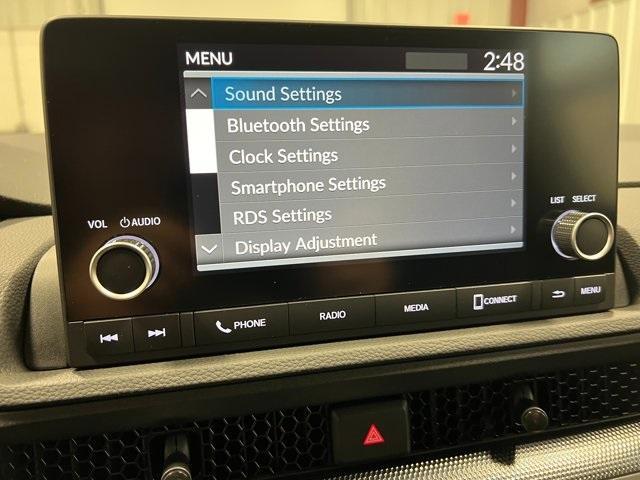 MENU 2:48
Sound Settings
Bluetooth Settings
Clock Settings
Smartphone Settings
RDS Settings
Display Adjustment
VOL AUDIO
LIST SELECT
PHONE RADIO MEDIA CONNECT MENU